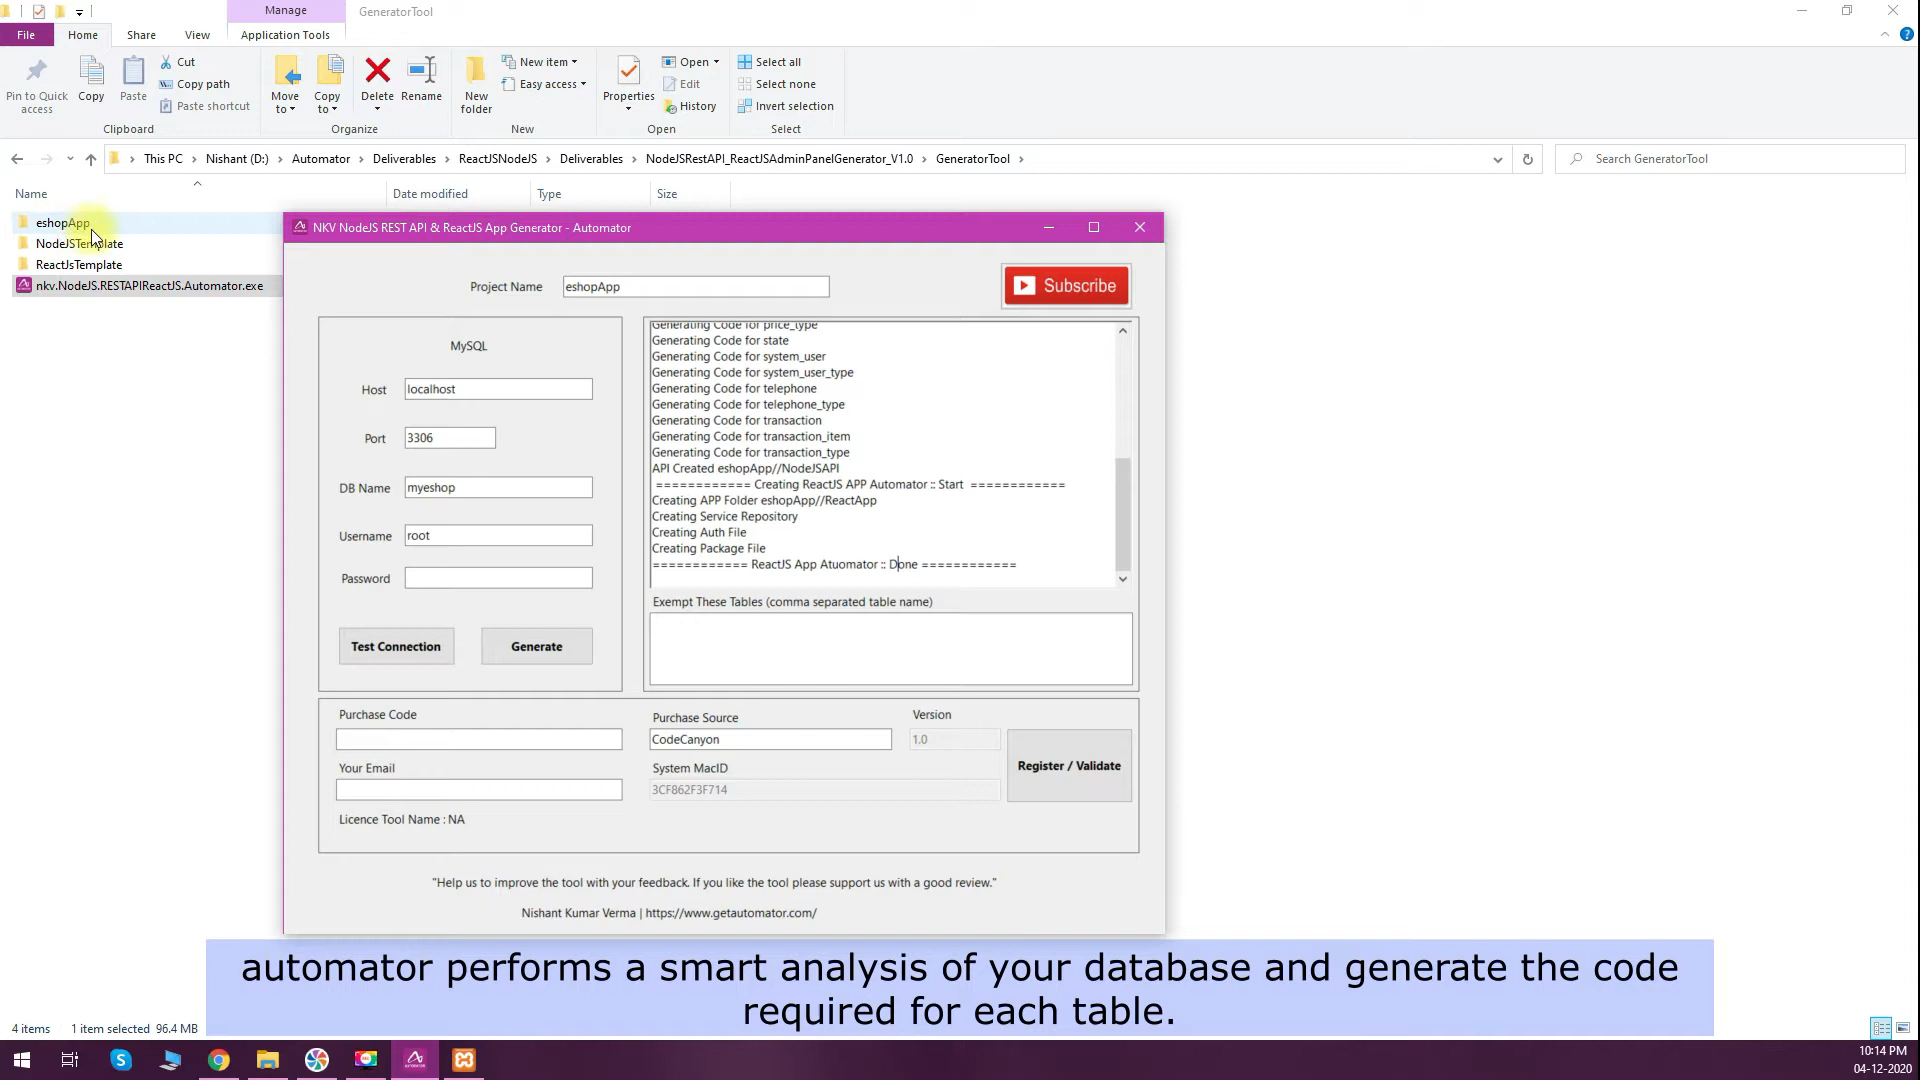 Manage
GeneratorTool
File
Home
Share
View
Application Tools
Pin to Quick
access
Copy
Paste
Cut
Copy path
Paste shortcut
Clipboard
Move
to
Copy
to
Delete
Rename
Organize
New
folder
New item
Easy access
New
Properties
Open
Edit
History
Open
Select all
Select none
Invert selection
Select
This PC
Nishant (D:)
Automator
Deliverables
ReactJSNodeJS
Deliverables
NodeJSRestAPI_ReactJSAdminPanelGenerator_V1.0
GeneratorTool
Search GeneratorTool
Name
Date modified
Type
Size
eshopApp
NodeJSTemplate
ReactJsTemplate
nkv.NodeJS.RESTAPIReactJS.Automator.exe
NKV NodeJS REST API & ReactJS App Generator - Automator
Project Name
eshopApp
Subscribe
MySQL
Host
localhost
Port
3306
DB Name
myeshop
Username
root
Password
Test Connection
Generate
Generating Code for price_type
Generating Code for state
Generating Code for system_user
Generating Code for system_user_type
Generating Code for telephone
Generating Code for telephone_type
Generating Code for transaction
Generating Code for transaction_item
Generating Code for transaction_type
API Created eshopApp//NodeJSAPI
============ Creating ReactJS APP Automator :: Start ============
Creating APP Folder eshopApp//ReactApp
Creating Service Repository
Creating Auth File
Creating Package File
============ ReactJS App Atuomator :: Done ============
Exempt These Tables (comma separated table name)
Purchase Code
Purchase Source
CodeCanyon
Version
1.0
Your Email
System MacID
3CF862F3F714
Register / Validate
Licence Tool Name : NA
"Help us to improve the tool with your feedback. If you like the tool please support us with a good review."
Nishant Kumar Verma | https://www.getautomator.com/
automator performs a smart analysis of your database and generate the code
required for each table.
4 items
1 item selected
96.4 MB
10:14 PM
04-12-2020